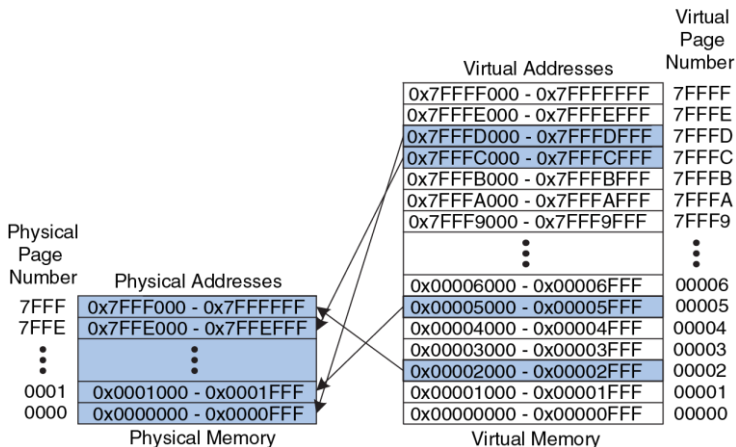 Virtual
Page
Number
Virtual Addresses
0x7FFFF000 - 0x7FFFFFFF 7FFFF
0x7FFFE000 - 0x7FFFEFFF 7FFFE
0x7FFFD000 - 0x7FFFDFFF 7FFFD
0x7FFFC000 - 0x7FFFCFFF 7FFFC
0x7FFFB000 - 0x7FFFBFFF 7FFFB
0x7FFFA000 - 0x7FFFAFFF 7FFFA
0x7FFF9000 - 0x7FFF9FFF 7FFF9
0x00006000 - 0x00006FFF 00006
0x00005000 - 0x00005FFF 00005
0x00004000 - 0x00004FFF 00004
0x00003000 - 0x00003FFF 00003
0x00002000 - 0x00002FFF 00002
0x00001000 - 0x00001FFF 00001
0x00000000 - 0x00000FFF 00000
Virtual Memory
Physical
Page
Number
Physical Addresses
7FFF 0x7FFF000 - 0x7FFFFFF
7FFE 0x7FFE000 - 0x7FFEFFF
0001 0x0001000 - 0x0001FFF
0000 0x0000000 - 0x0000FFF
Physical Memory